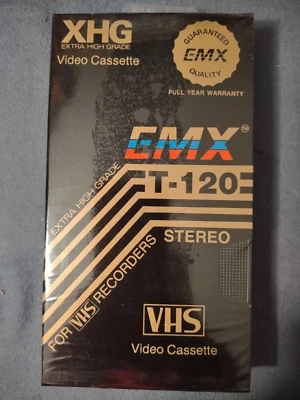 XHG
EXTRA HIGH GRADE
Video Cassette
GUARANTEED
EMX
QUALITY
FULL YEAR WARRANTY
EMX™
T-120
EXTRA HIGH GRADE
STEREO
FOR VHS RECORDERS
VHS
Video Cassette